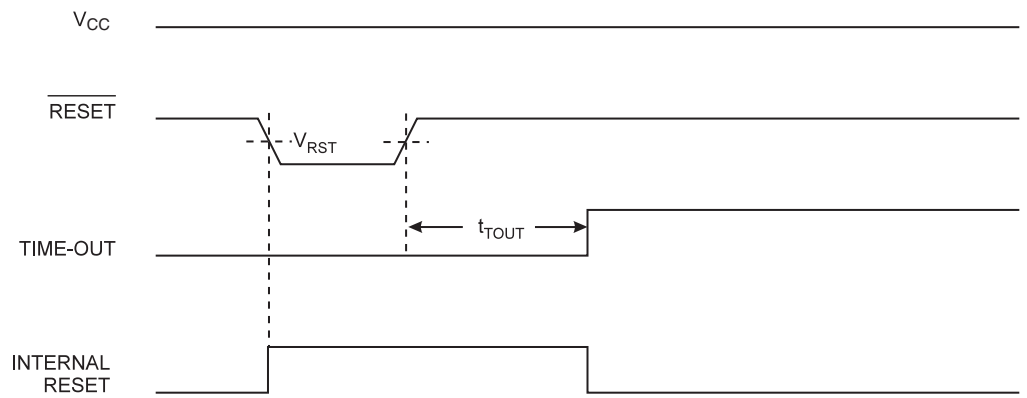 VCC
RESET
VRST
tTOUT
TIME-OUT
INTERNAL
RESET